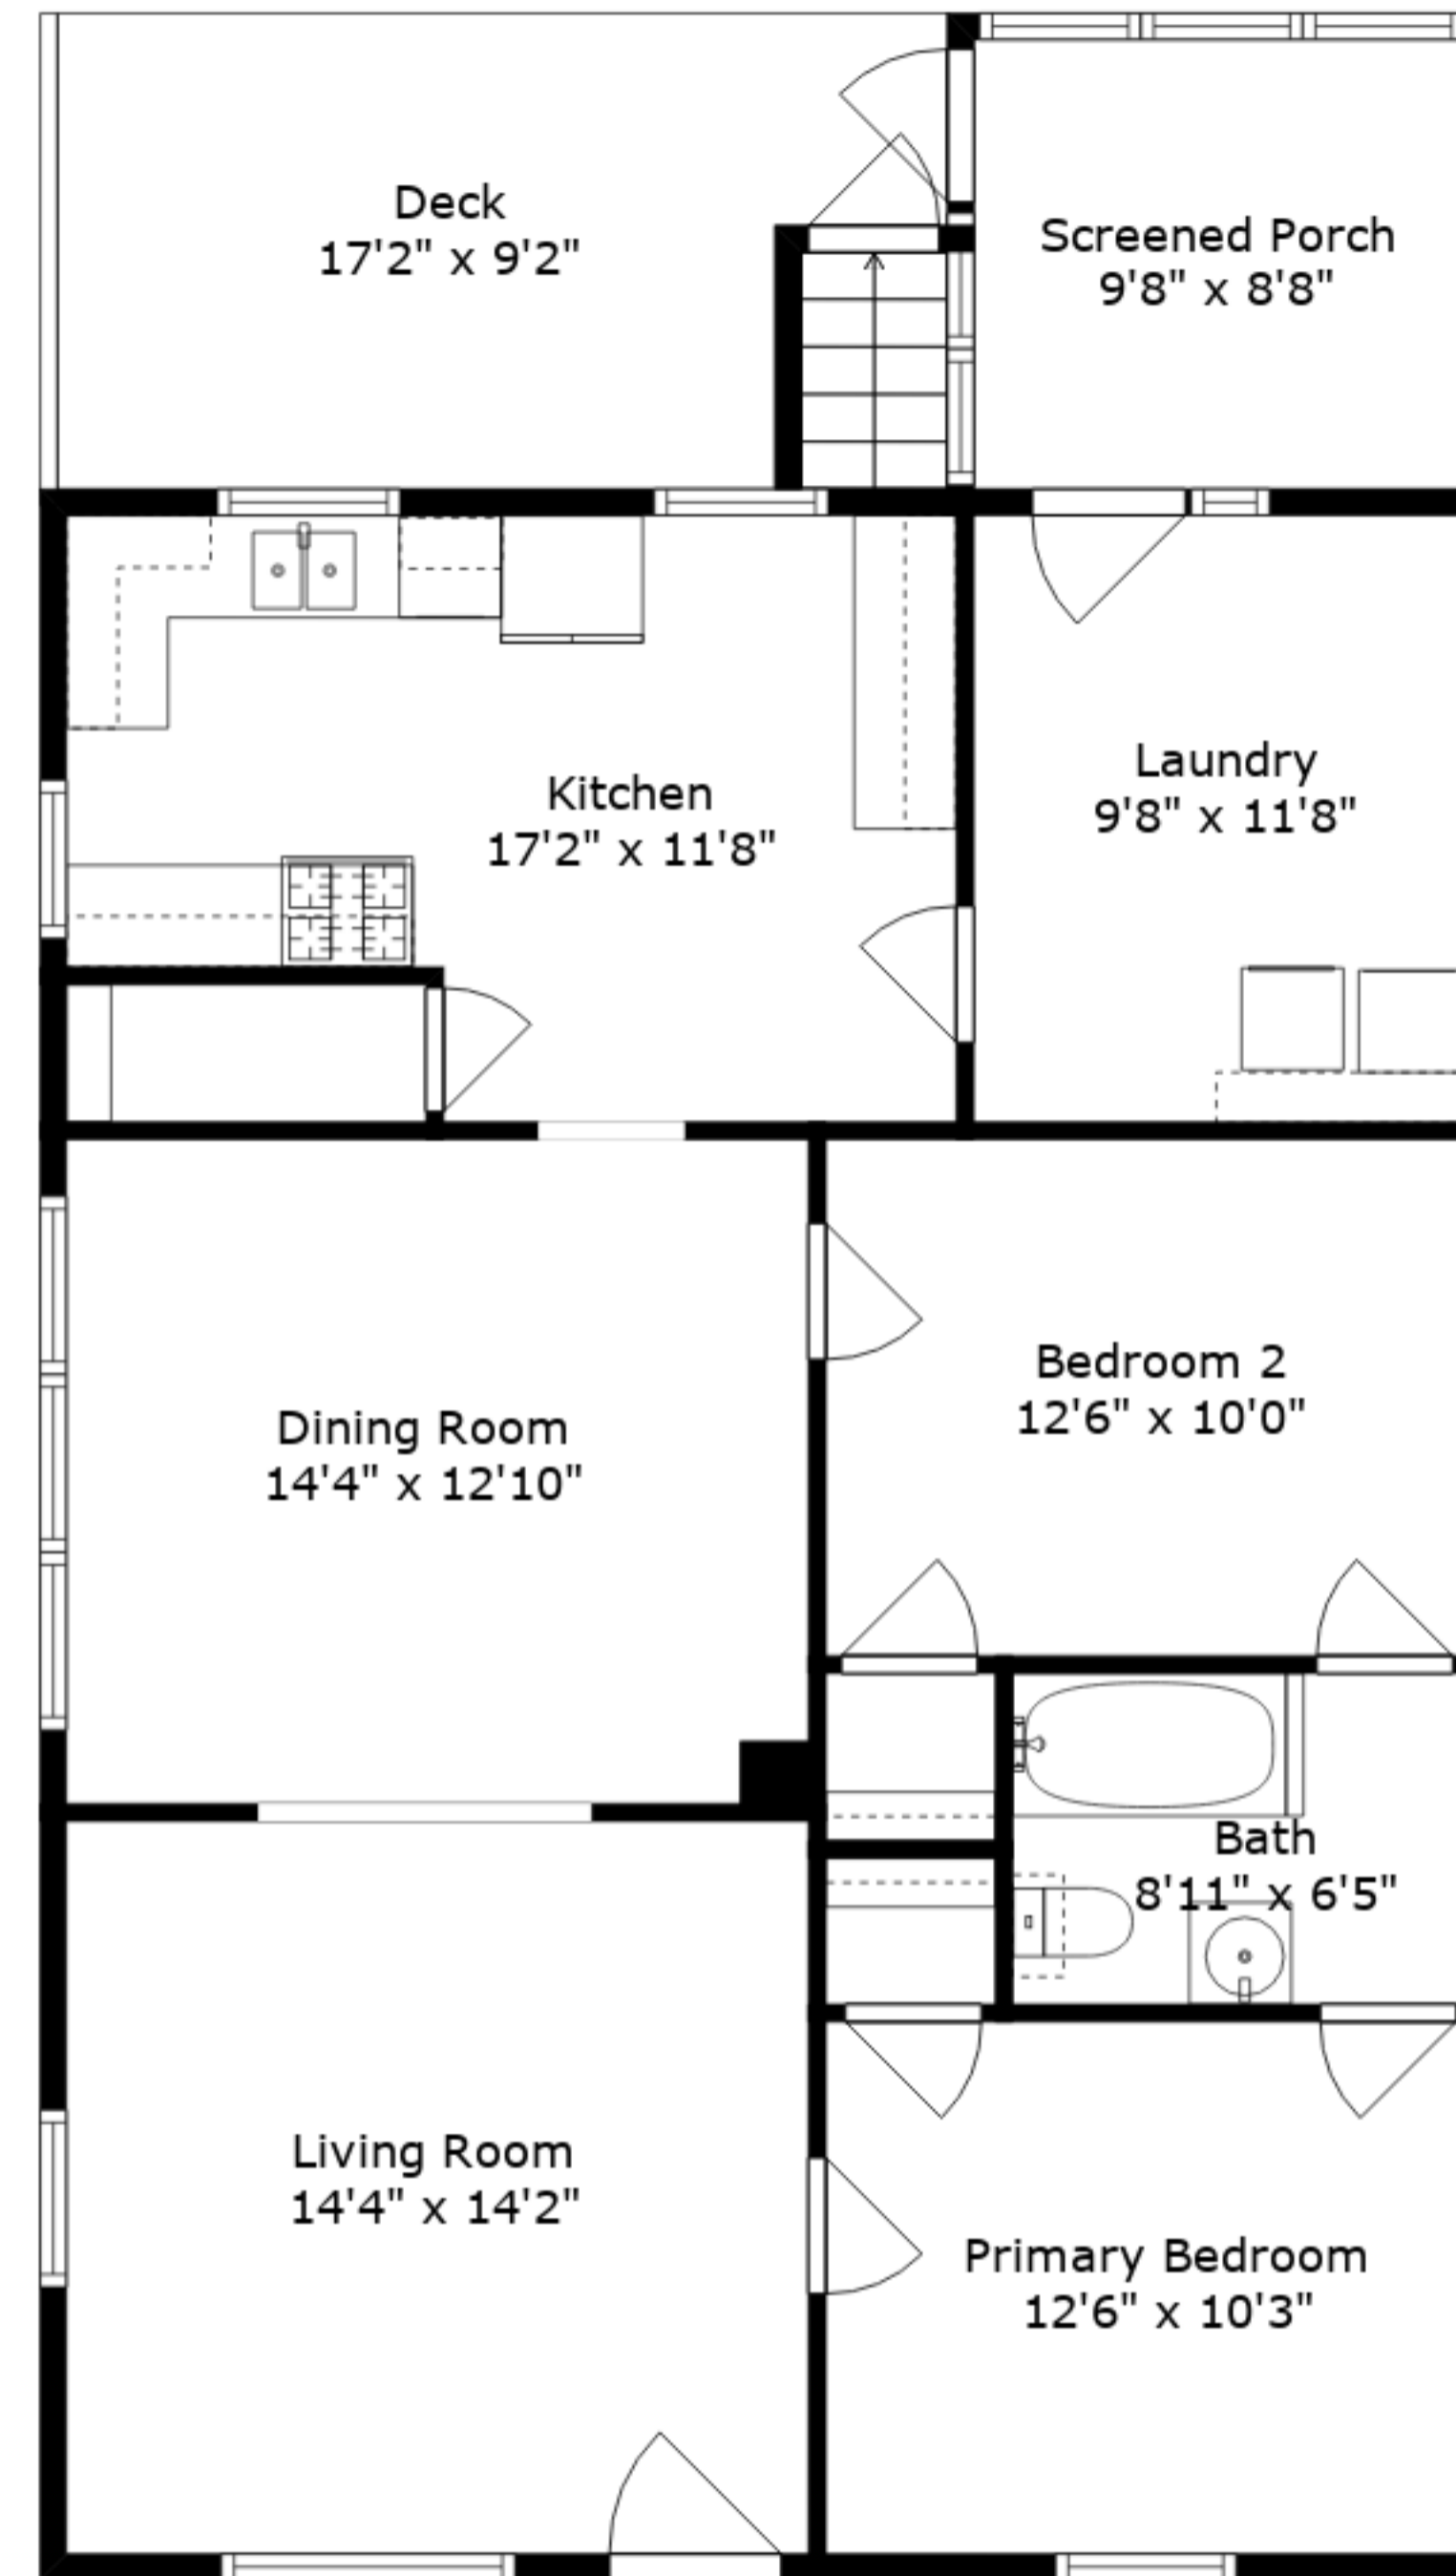 Deck
17'2" x 9'2"
Screened Porch
9'8" x 8'8"
Kitchen
17'2" x 11'8"
Laundry
9'8" x 11'8"
Dining Room
14'4" x 12'10"
Bedroom 2
12'6" x 10'0"
Bath
8'11" x 6'5"
Living Room
14'4" x 14'2"
Primary Bedroom
12'6" x 10'3"